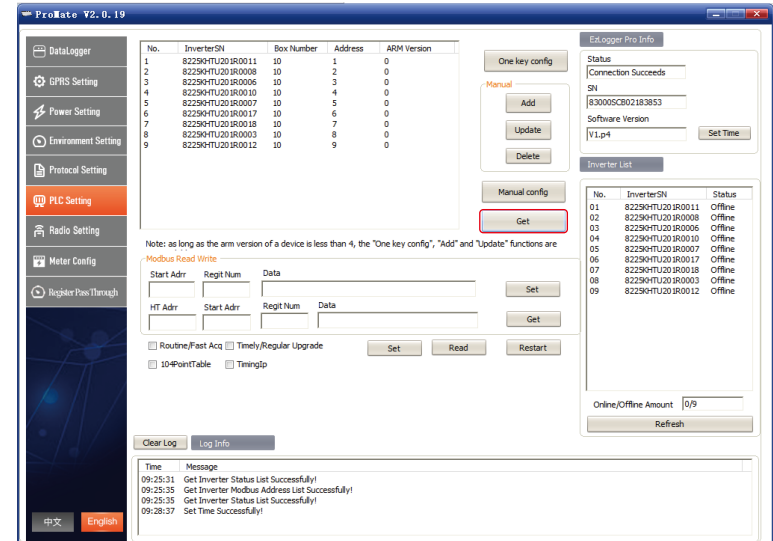 ProMate V2.0.19
DataLogger
GPRS Setting
Power Setting
Environment Setting
Protocol Setting
PLC Setting
Radio Setting
Meter Config
Register Pass Through
中文 English
No. InverterSN Box Number Address ARM Version
1 8225KHTU201R0011 10 1 0
2 8225KHTU201R0008 10 2 0
3 8225KHTU201R0006 10 3 0
4 8225KHTU201R0010 10 4 0
5 8225KHTU201R0007 10 5 0
6 8225KHTU201R0017 10 6 0
7 8225KHTU201R0018 10 7 0
8 8225KHTU201R0003 10 8 0
9 8225KHTU201R0012 10 9 0
One key config
Manual
Add
Update
Delete
Manual config
Get
Note: as long as the arm version of a device is less than 4, the "One key config", "Add" and "Update" functions are
Modbus Read Write
Start Adrr Regit Num Data
Set
HT Adrr Start Adrr Regit Num Data
Get
Routine/Fast Acq Timely/Regular Upgrade
Set Read Restart
104PointTable TimingIp
EzLogger Pro Info
Status
Connection Succeeds
SN
83000SCB02183853
Software Version
V1.p4 Set Time
Inverter List
No. InverterSN Status
01 8225KHTU201R0011 Offline
02 8225KHTU201R0008 Offline
03 8225KHTU201R0006 Offline
04 8225KHTU201R0010 Offline
05 8225KHTU201R0007 Offline
06 8225KHTU201R0017 Offline
07 8225KHTU201R0018 Offline
08 8225KHTU201R0003 Offline
09 8225KHTU201R0012 Offline
Online/Offline Amount 0/9
Refresh
Clear Log Log Info
Time Message
09:25:31 Get Inverter Status List Successfully!
09:25:35 Get Inverter Modbus Address List Successfully!
09:25:35 Get Inverter Status List Successfully!
09:28:37 Set Time Successfully!